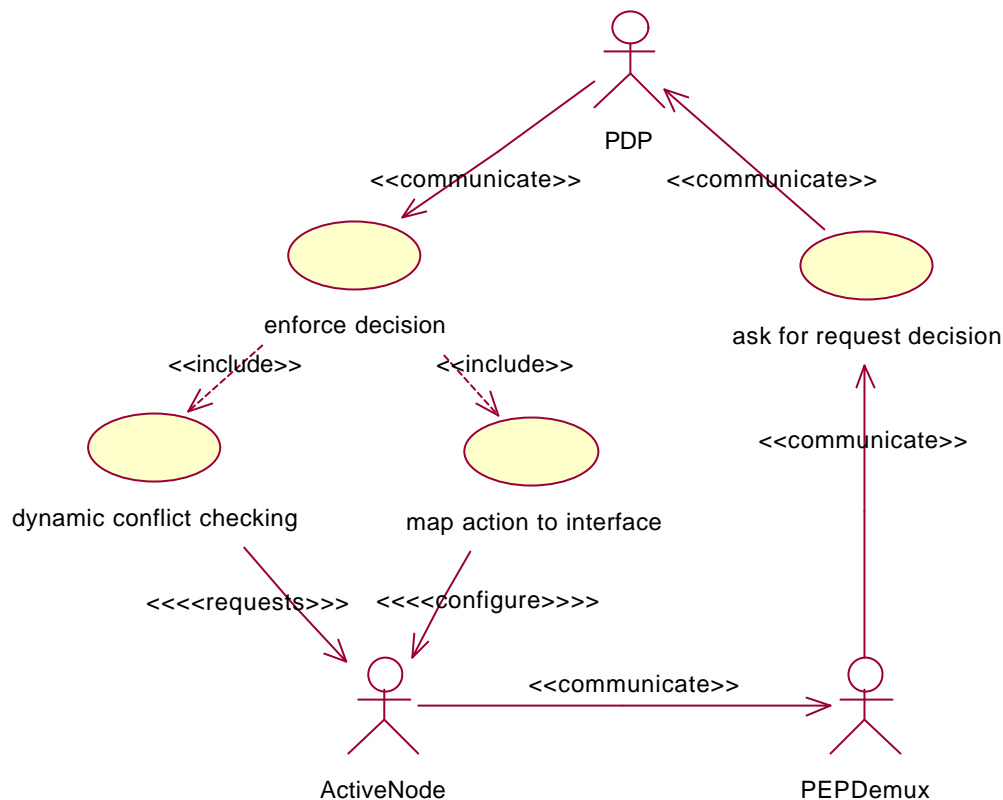 PDP
<<communicate>>
<<communicate>>
enforce decision
ask for request decision
<<include>>
<<include>>
<<communicate>>
dynamic conflict checking
map action to interface
<<<<requests>>>
<<<<configure>>>>
<<communicate>>
ActiveNode
PEPDemux